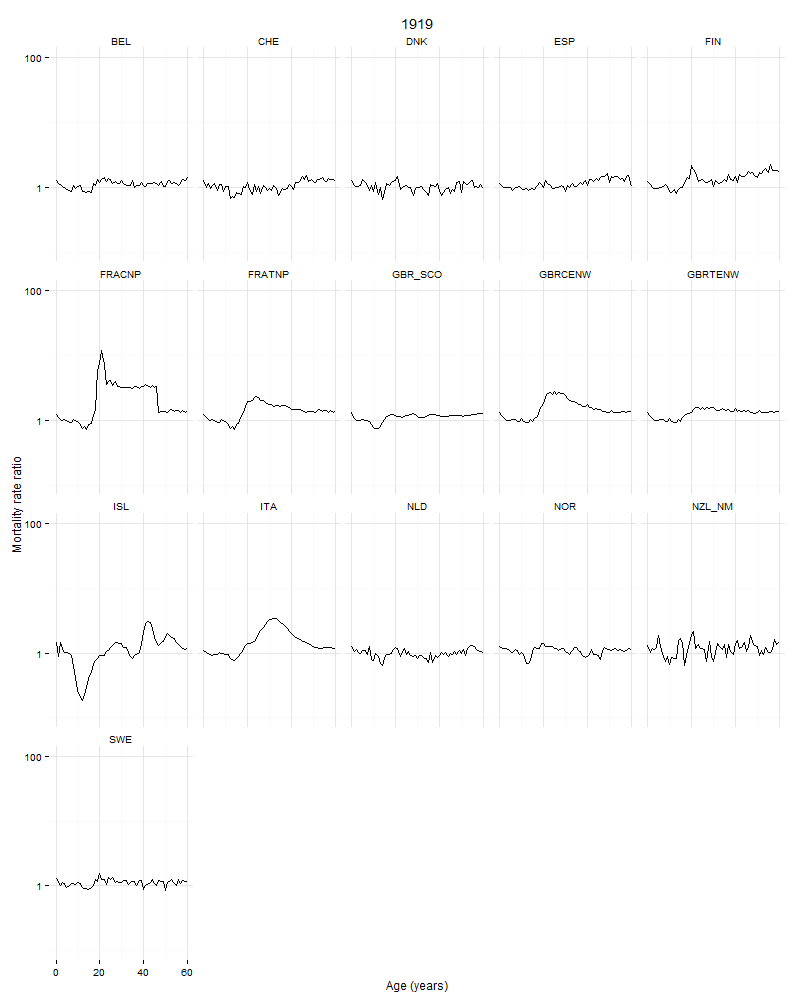 1919
BEL CHE DNK ESP FIN
100
1
FRACNP FRATNP GBR_SCO GBRCENW GBRTENW
100
1
Mortality rate ratio
ISL ITA NLD NOR NZL_NM
100
1
SWE
100
1
0 20 40 60
Age (years)